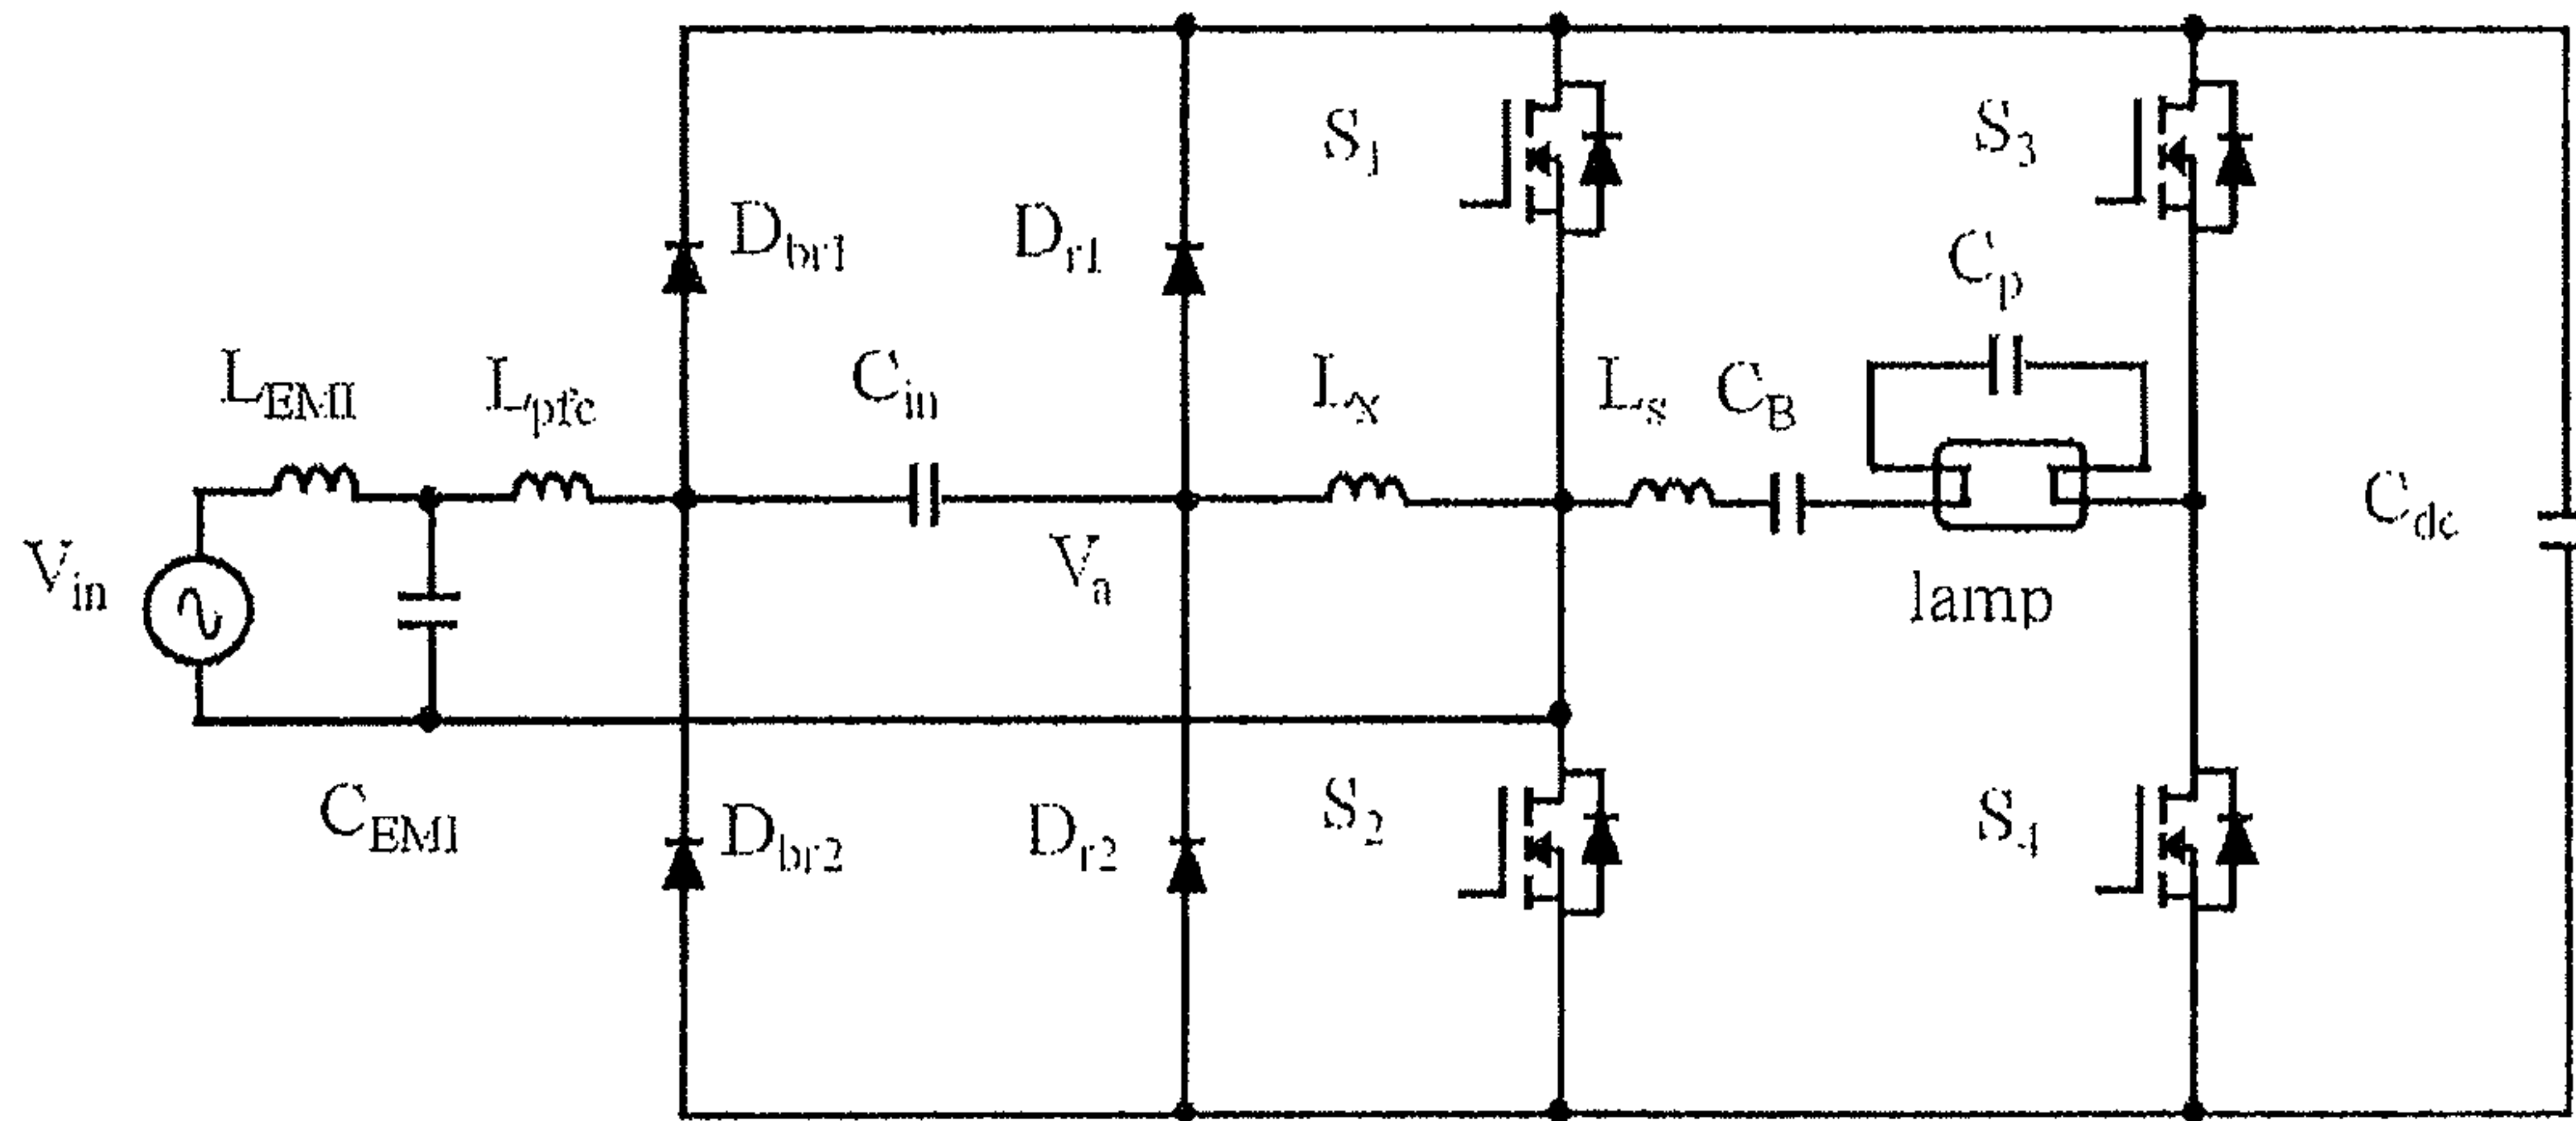 S1
S3
Dbr1
Dr1
Cp
LEMI
Lpfc
Cin
Lx
Ls
CB
Cdc
Vin
Va
lamp
CEMI
Dbr2
Dr2
S2
S4